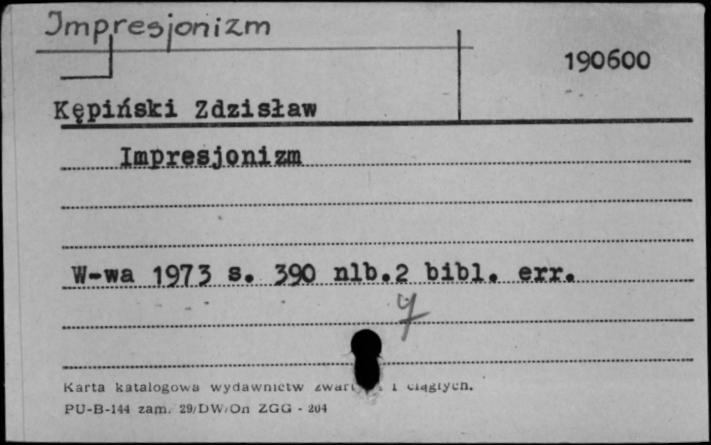 Impresjonizm
190600
Kępiński Zdzisław
Impresjonizm
W-wa 1973 s. 390 nlb.2 bibl. err.
Karta katalogowa wydawnictw i ciągłych.
PU-B-144 zam. 29/DW/On ZGG - 204